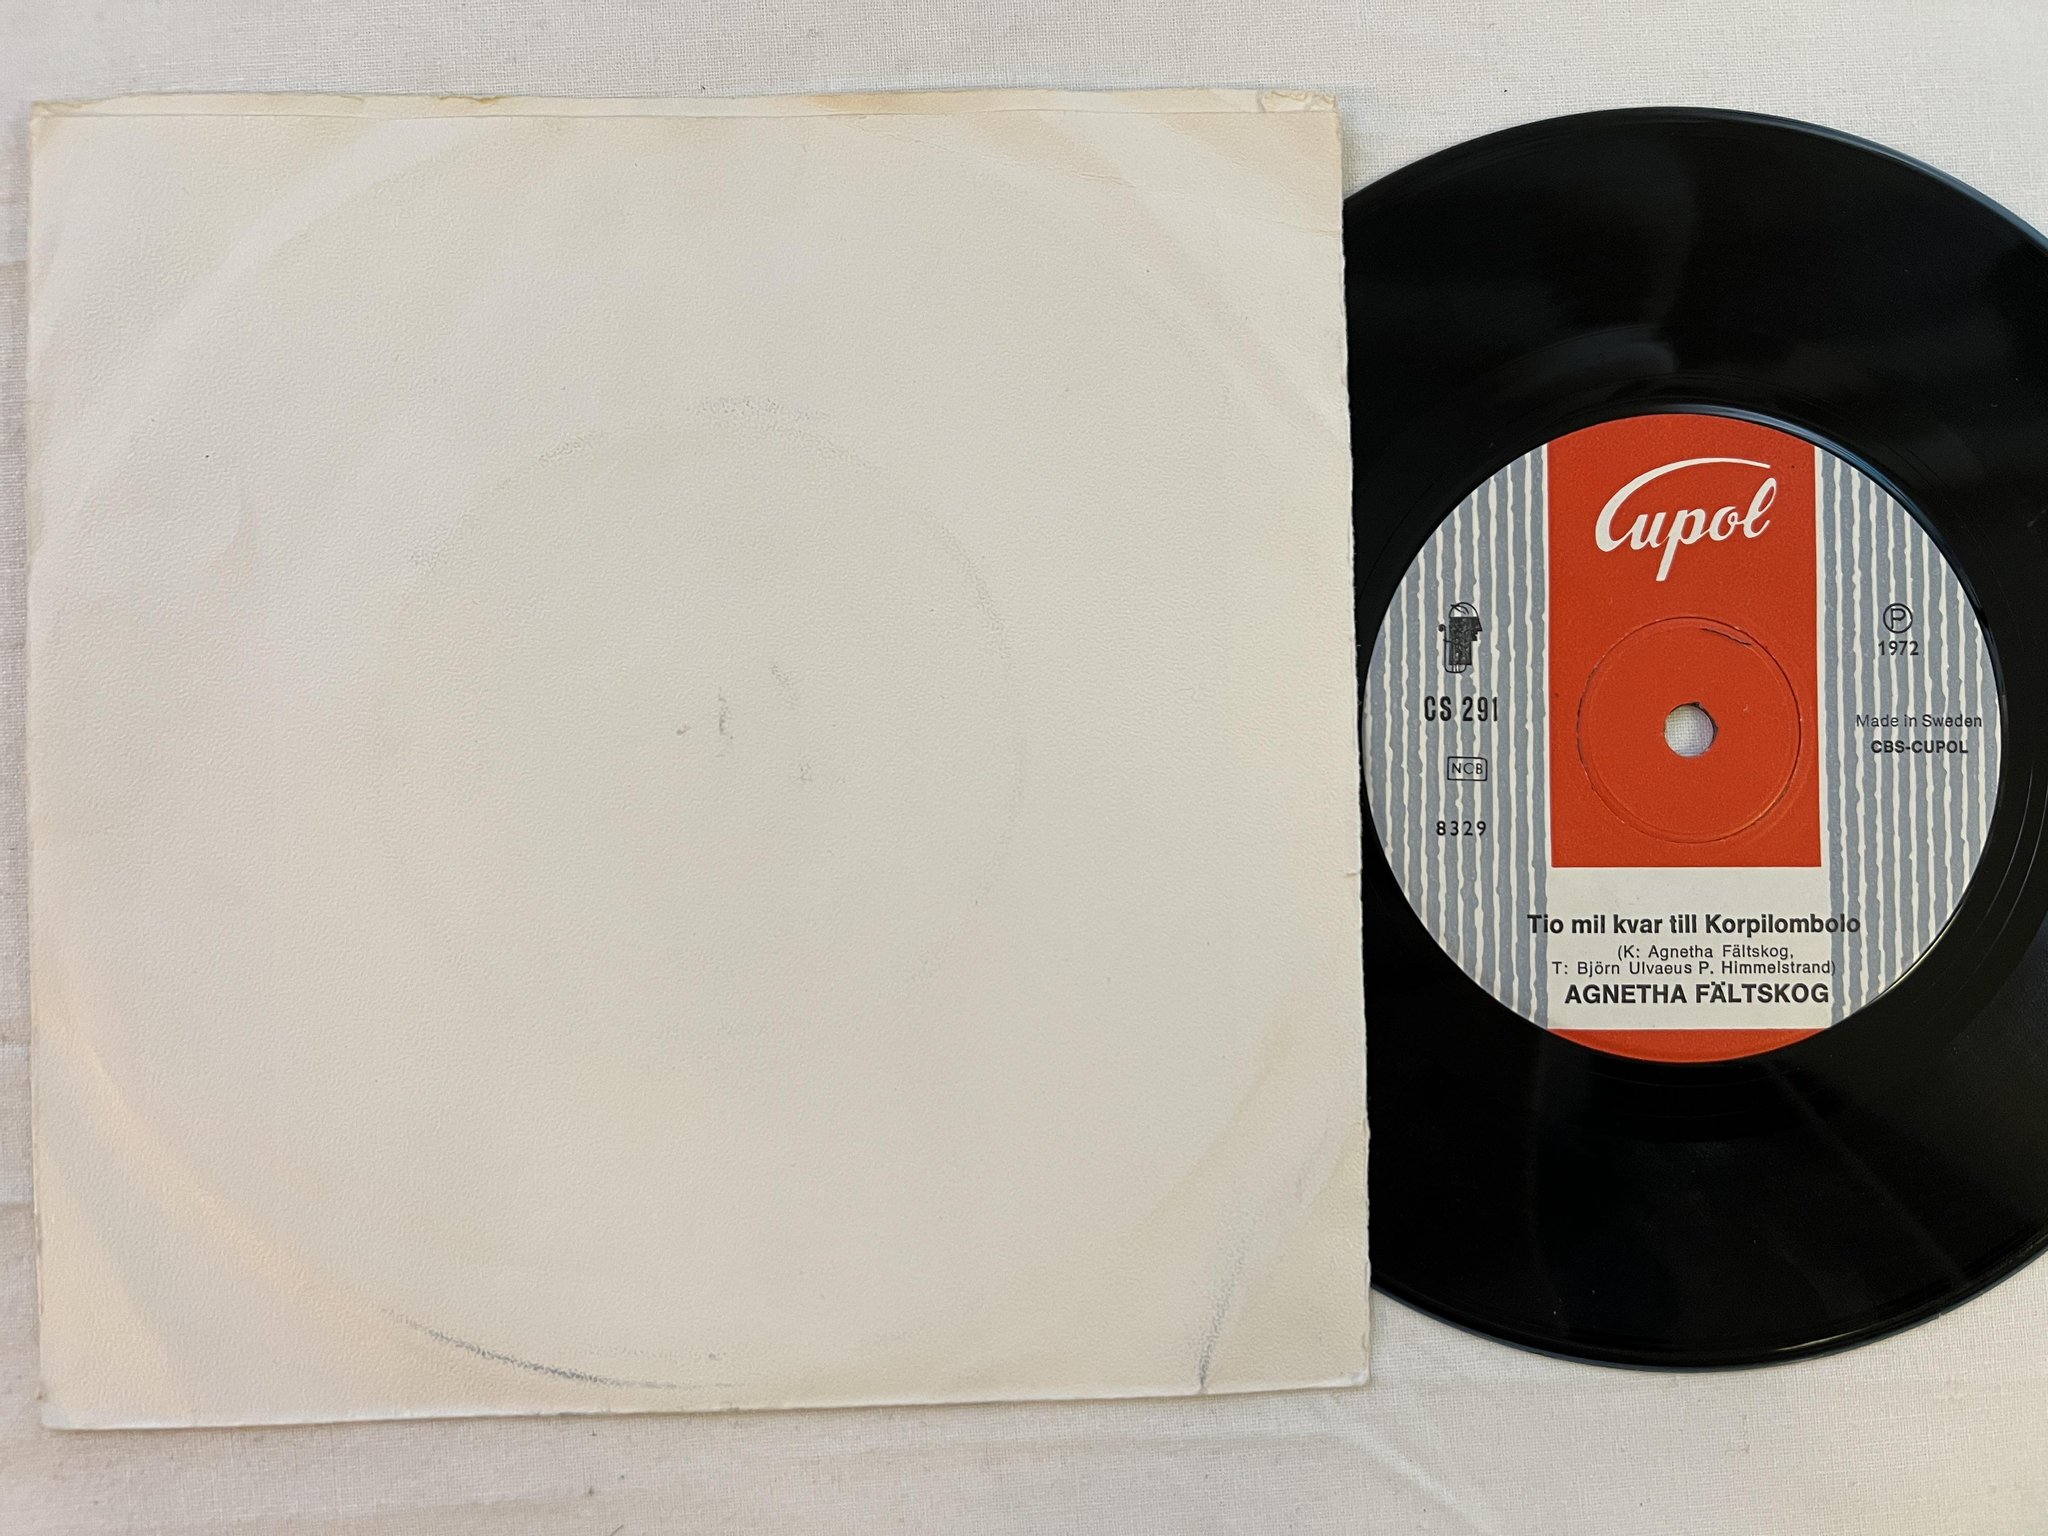 Cupol
P
1972
CS 291
Made in Sweden
CBS-CUPOL
NCB
8329
Tio mil kvar till Korpilombolo
(K: Agnetha Fältskog,
T: Björn Ulvaeus P. Himmelstrand)
AGNETHA FÄLTSKOG